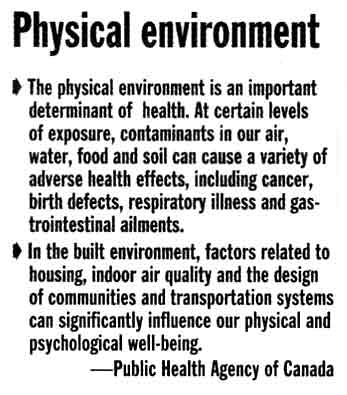 Physical environment
➧ The physical environment is an important
determinant of health. At certain levels
of exposure, contaminants in our air,
water, food and soil can cause a variety of
adverse health effects, including cancer,
birth defects, respiratory illness and gas-
trointestinal ailments.
➧ In the built environment, factors related to
housing, indoor air quality and the design
of communities and transportation systems
can significantly influence our physical and
psychological well-being.
—Public Health Agency of Canada